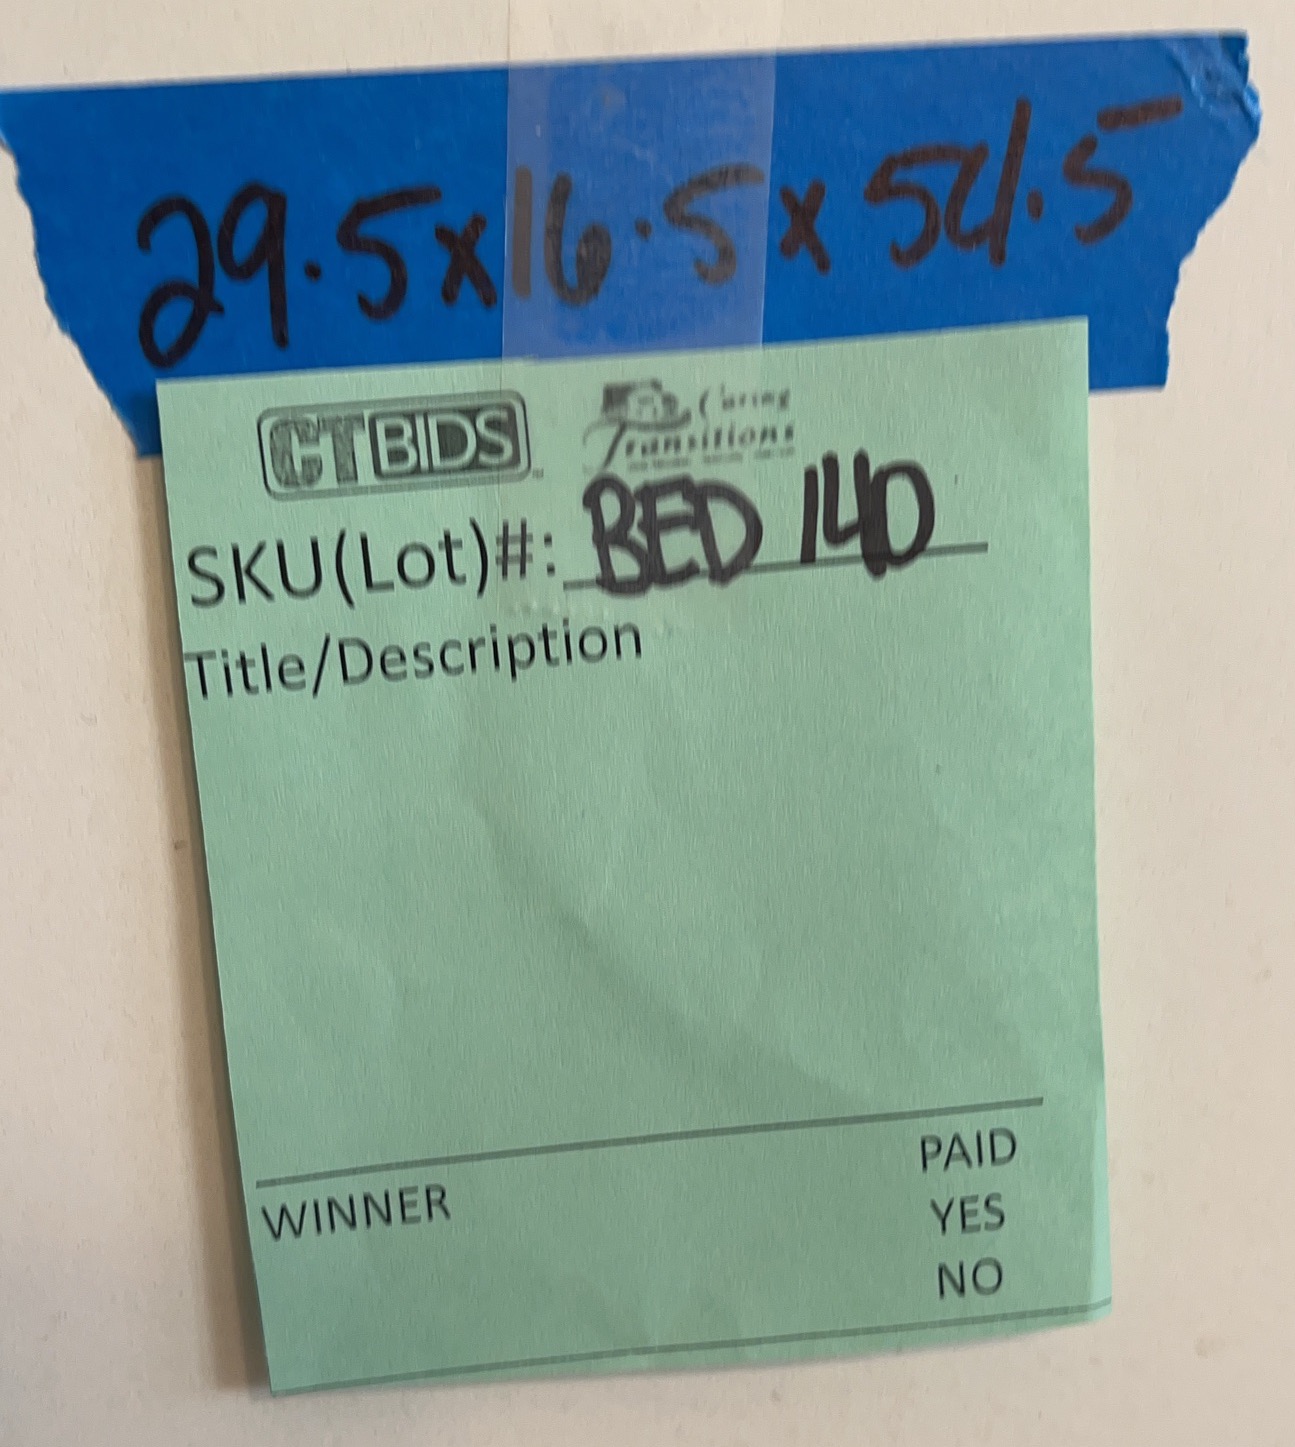 29.5x16.5x54.5
CTBIDS
Caring
Transitions
SKU(Lot)#: BED 140
Title/Description
WINNER
PAID
YES
NO